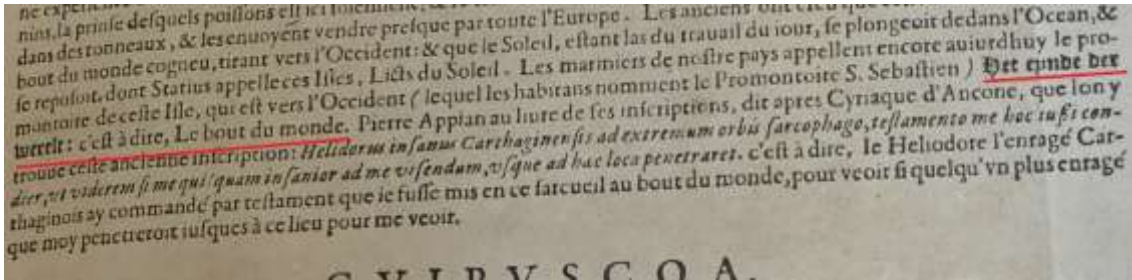 nins, la prinse desquels poissons est ici
dans des tonneaux, & les enuoyent vendre presque par toute l'Europe. Les anciens ont creu que
bout du monde cogneu, tirant vers l'Occident: & que le Soleil, estant las du trauail du iour, se plongeoit dedans l'Ocean, &
se reposoit, dont Statius appelle ces Isles, Licts du Soleil. Les mariniers de nostre pays appellent encore auiurdhuy le pro-
montoire de ceste Isle, qui est vers l'Occident (lequel les habitans nomment le Promontoire S. Sebastien) Het eynde der
werelt: c'est à dire, Le bout du monde. Pierre Appian au liure de ses inscriptions, dit apres Cyriaque d'Ancone, que lon y
trouue ceste ancienne inscription: Helidorus insanus Carthaginensis ad extremum orbis sarcophago, testamento me hoc iusi con-
dier, vt viderem si me quisquam insanior ad me visendum, vsque ad hac loca penetraret. c'est à dire, Ie Heliodore l'enragé Car-
thaginois ay commandé par testament que ie fusse mis en ce sarcueil au bout du monde, pour veoir si quelqu'vn plus enragé
que moy penetreroit iusques à ce lieu pour me veoir.
GVIPVSCOA.